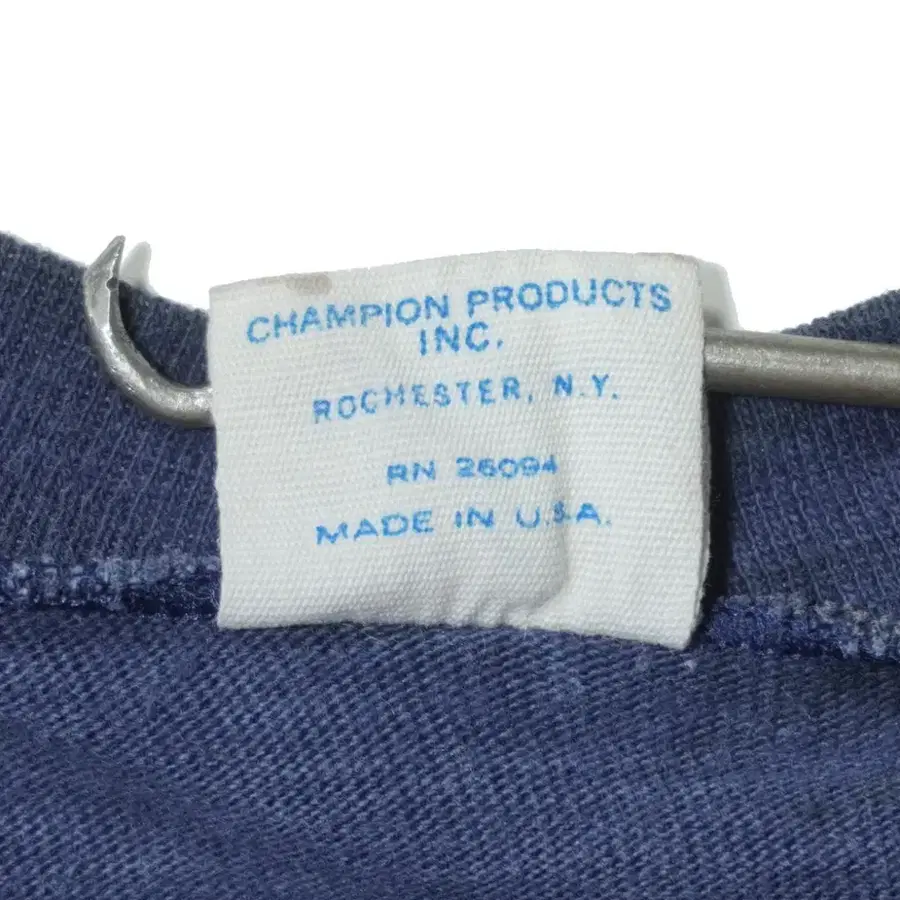 CHAMPION PRODUCTS
INC.
ROCHESTER, N.Y.
RN 26094
MADE IN U.S.A.